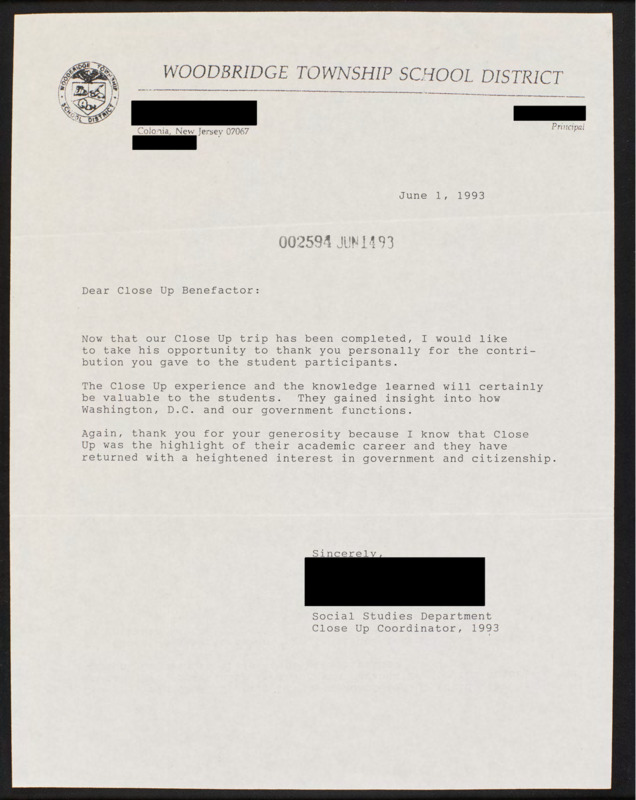 WOODBRIDGE TOWNSHIP SCHOOL DISTRICT
WOODBRIDGE TOWNSHIP
SCHOOL DISTRICT
Colonia, New Jersey 07067
Principal
June 1, 1993
002594 JUN1493
Dear Close Up Benefactor:
Now that our Close Up trip has been completed, I would like
to take his opportunity to thank you personally for the contri-
bution you gave to the student participants.
The Close Up experience and the knowledge learned will certainly
be valuable to the students. They gained insight into how
Washington, D.C. and our government functions.
Again, thank you for your generosity because I know that Close
Up was the highlight of their academic career and they have
returned with a heightened interest in government and citizenship.
Sincerely,
Social Studies Department
Close Up Coordinator, 1993